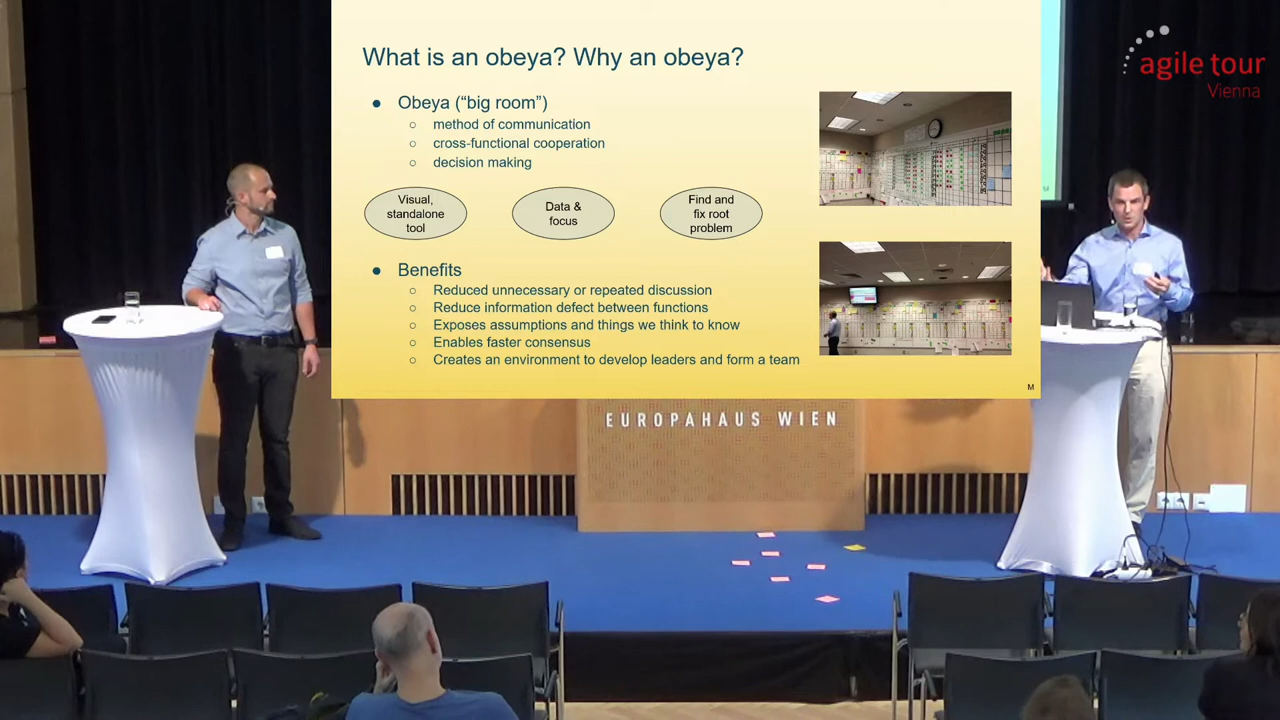 What is an obeya? Why an obeya?
● Obeya ("big room")
○ method of communication
○ cross-functional cooperation
○ decision making
Visual,
standalone
tool
Data &
focus
Find and
fix root
problem
● Benefits
○ Reduced unnecessary or repeated discussion
○ Reduce information defect between functions
○ Exposes assumptions and things we think to know
○ Enables faster consensus
○ Creates an environment to develop leaders and form a team
M
agile tour
Vienna
M
EUROPAHAUS WIEN